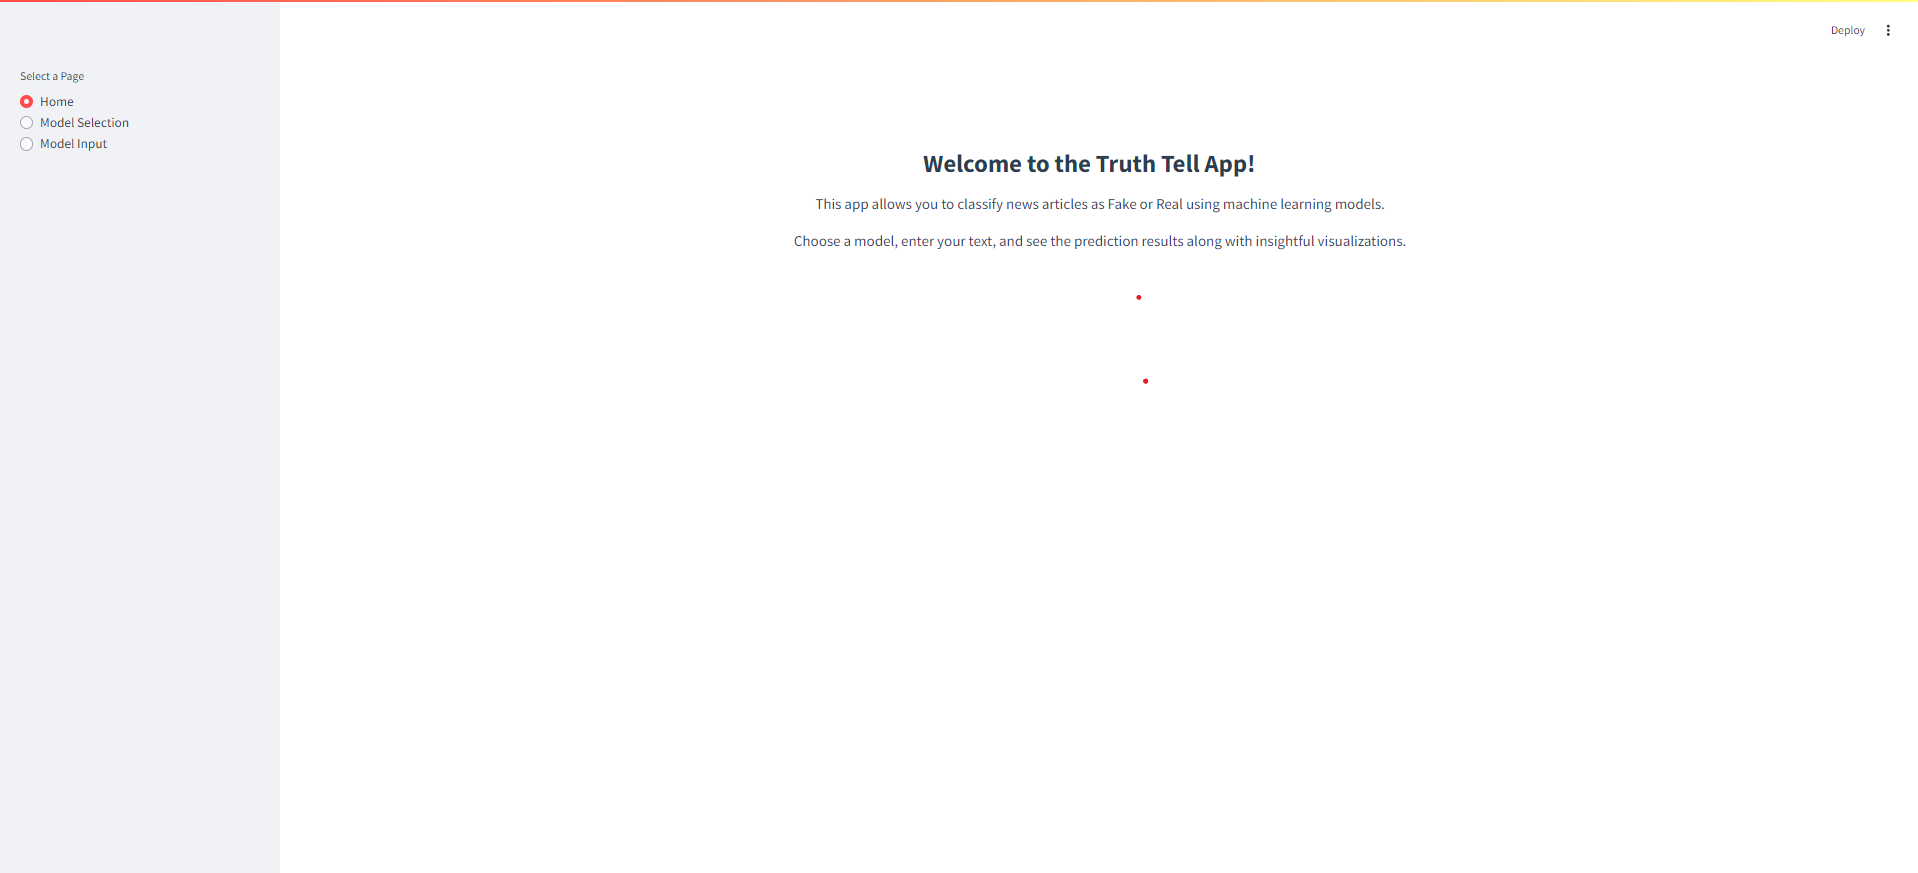 Deploy
Select a Page
Home
Model Selection
Model Input
Welcome to the Truth Tell App!
This app allows you to classify news articles as Fake or Real using machine learning models.
Choose a model, enter your text, and see the prediction results along with insightful visualizations.